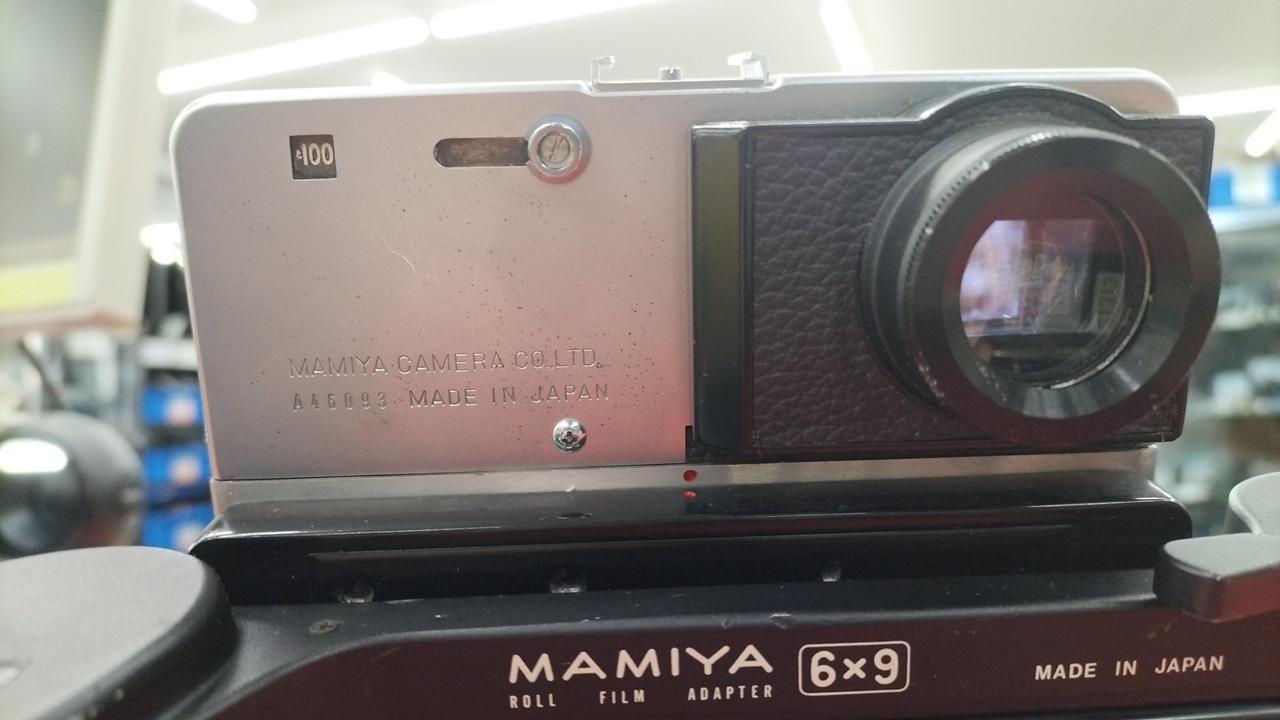 100
MAMIYA CAMERA CO., LTD.
A46093 MADE IN JAPAN
MAMIYA 6×9 MADE IN JAPAN
ROLL FILM ADAPTER